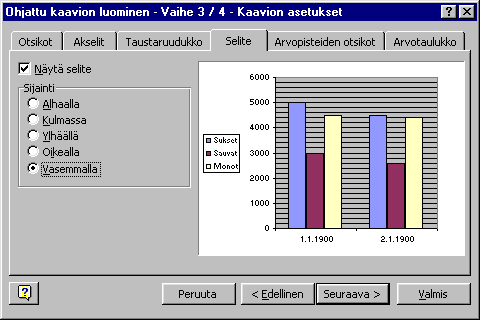 Ohjattu kaavion luominen - Vaihe 3 / 4 - Kaavion asetukset
Otsikot Akselit Taustaruudukko Selite Arvopisteiden otsikot Arvotaulukko
Näytä selite
Sijainti
Alhaalla
Kulmassa
Ylhäällä
Oikealla
Vasemmalla
6000
5000
4000
3000
2000
1000
0
Sukset
Sauvat
Monot
1.1.1900 2.1.1900
Peruuta < Edellinen Seuraava > Valmis